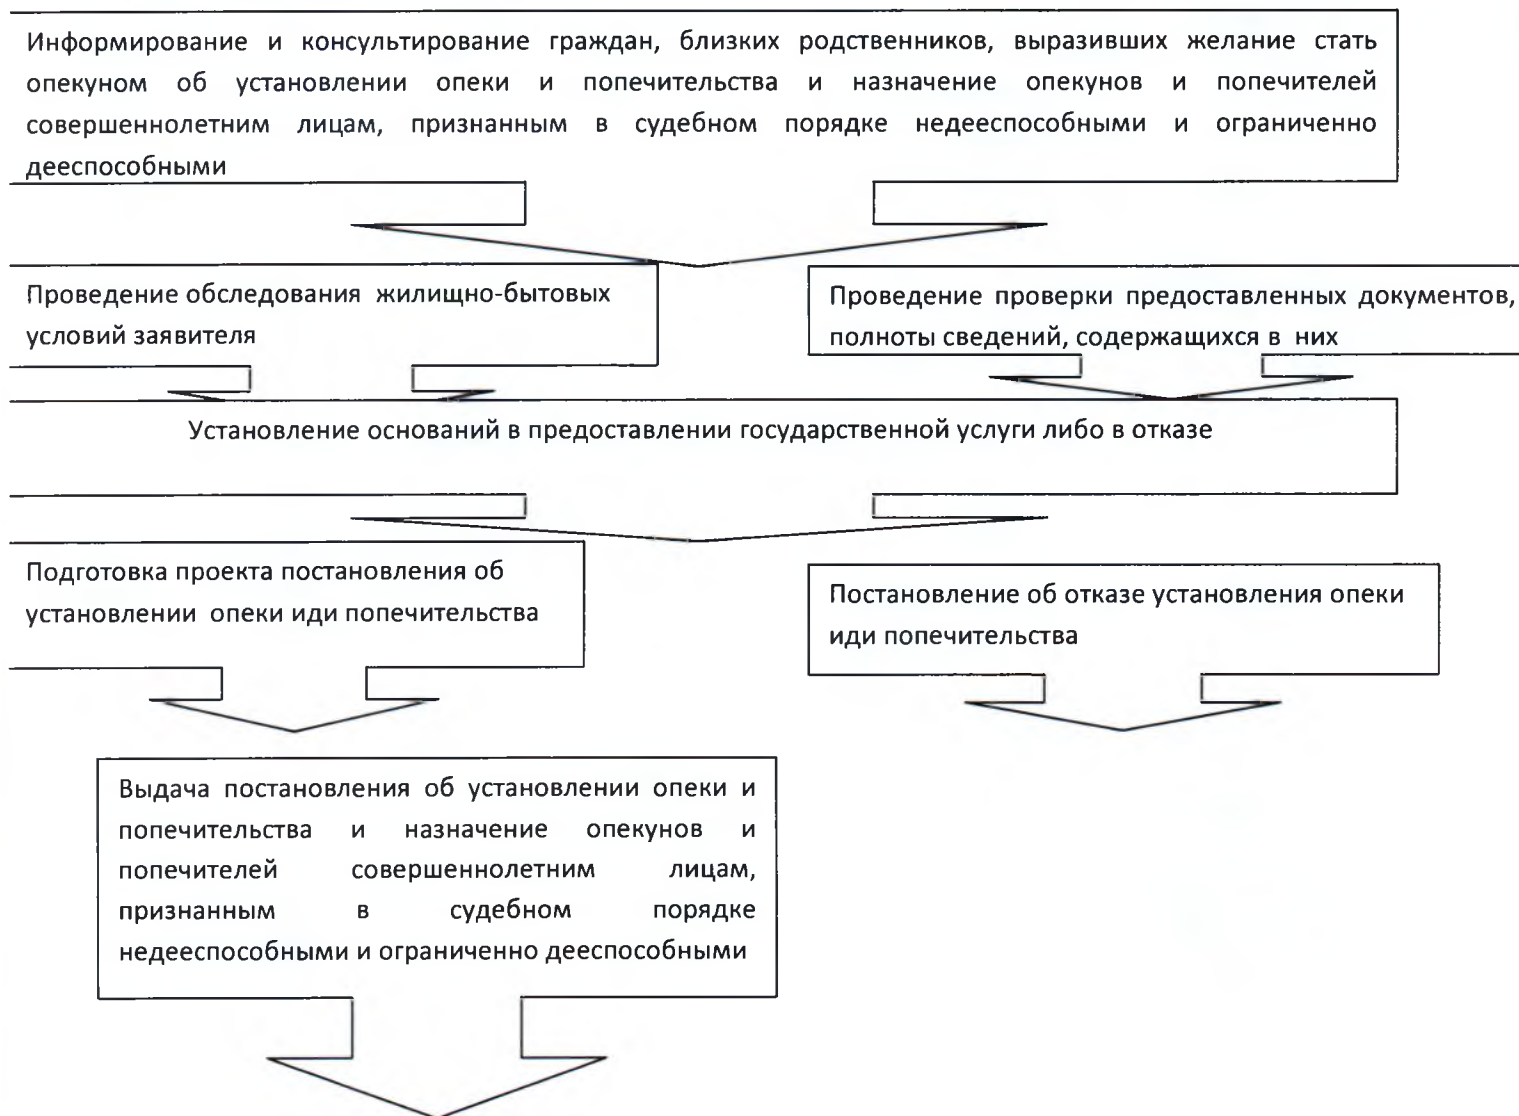 Информирование и консультирование граждан, близких родственников, выразивших желание стать
опекуном об установлении опеки и попечительства и назначение опекунов и попечителей
совершеннолетним лицам, признанным в судебном порядке недееспособными и ограниченно
дееспособными
Проведение обследования жилищно-бытовых
условий заявителя
Проведение проверки предоставленных документов,
полноты сведений, содержащихся в них
Установление оснований в предоставлении государственной услуги либо в отказе
Подготовка проекта постановления об
установлении опеки иди попечительства
Постановление об отказе установления опеки
иди попечительства
Выдача постановления об установлении опеки и
попечительства и назначение опекунов и
попечителей совершеннолетним лицам,
признанным в судебном порядке
недееспособными и ограниченно дееспособными